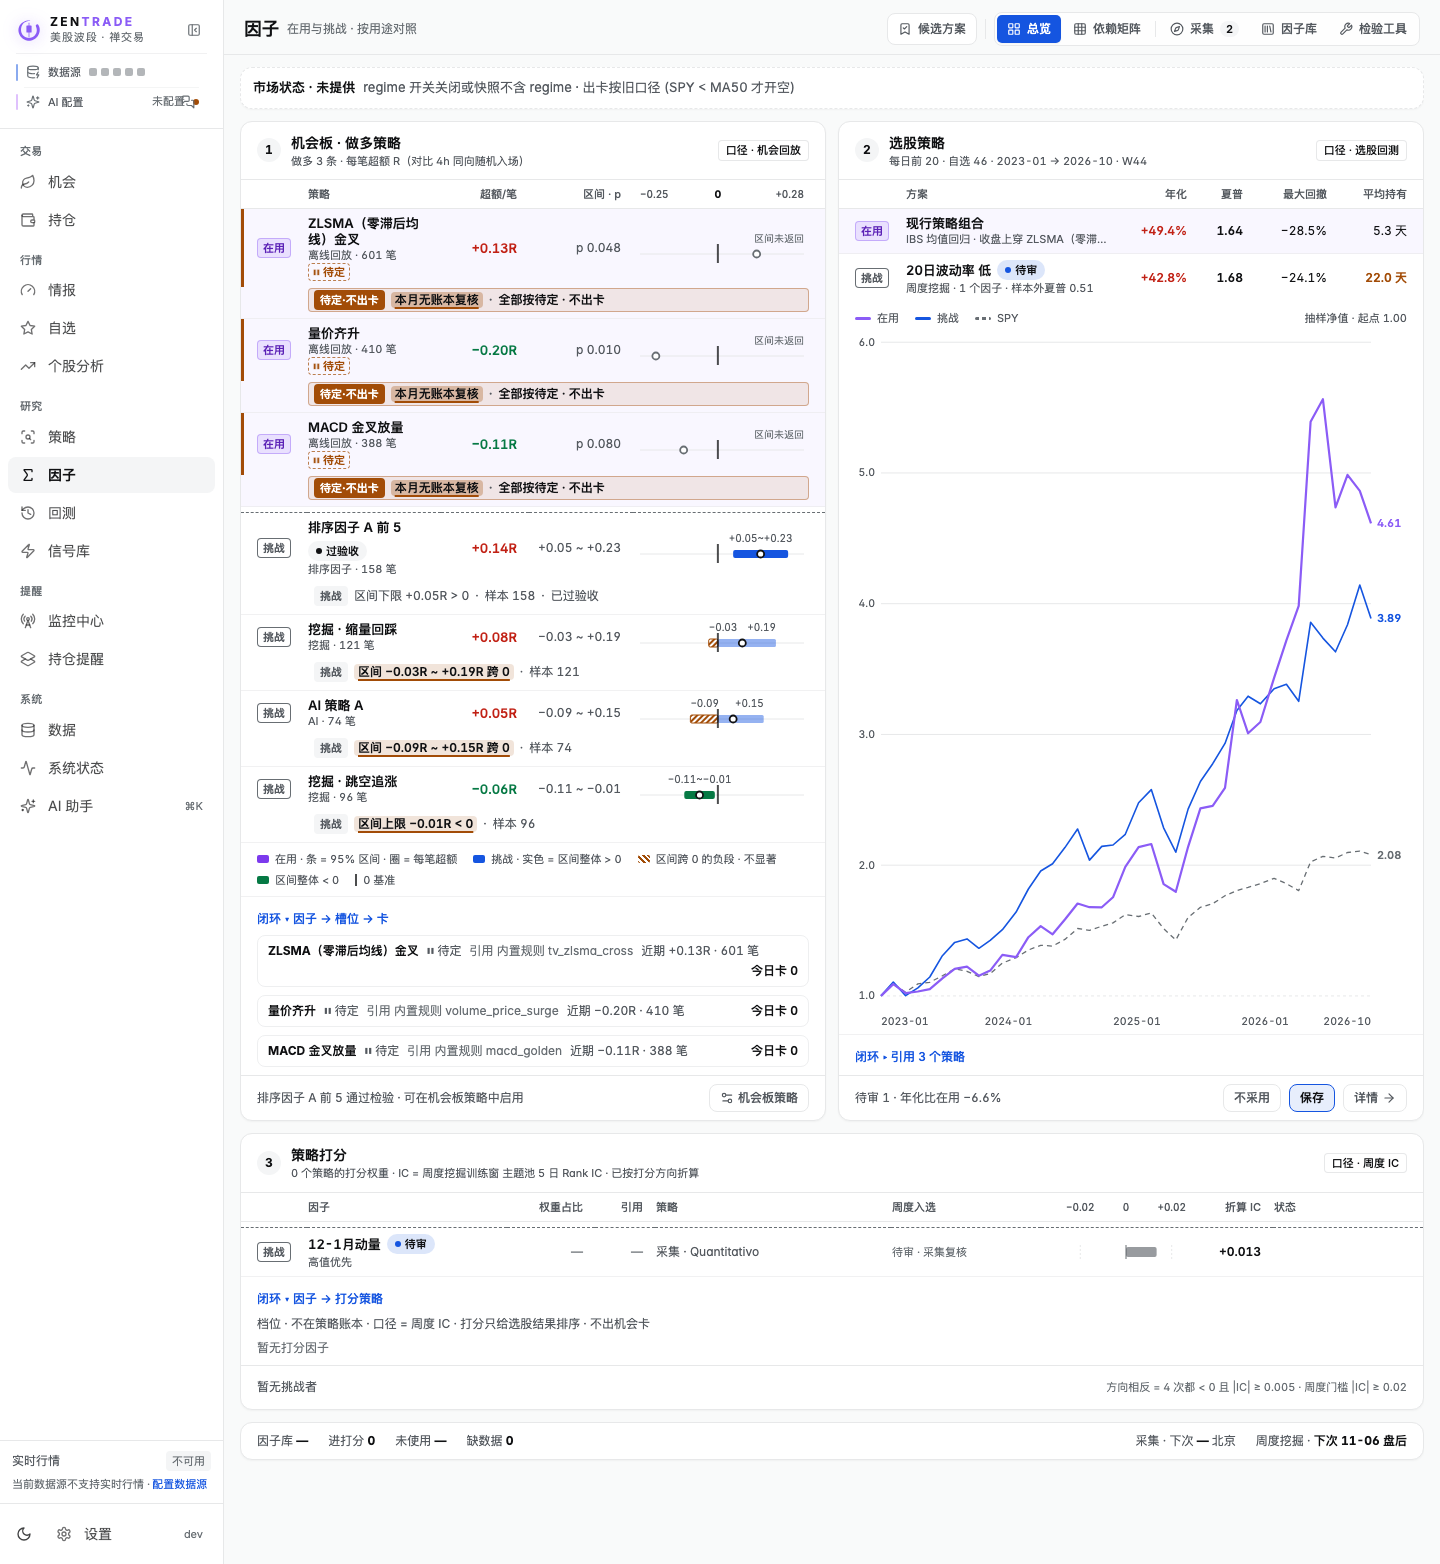 ZENTRADE
美股波段 · 禅交易
数据源
AI 配置
未配置
交易
机会
持仓
行情
情报
自选
个股分析
研究
策略
因子
回测
信号库
提醒
监控中心
持仓提醒
系统
数据
系统状态
AI 助手 ⌘K
实时行情 不可用
当前数据源不支持实时行情 · 配置数据源
设置 dev
因子 在用与挑战 · 按用途对照
候选方案 总览 依赖矩阵 采集 2 因子库 检验工具
市场状态 · 未提供 regime 开关关闭或快照不含 regime · 出卡按旧口径 (SPY < MA50 才开空)
1 机会板 · 做多策略
做多 3 条 · 每笔超额 R（对比 4h 同向随机入场）
口径 · 机会回放
策略 超额/笔 区间 · p −0.25 0 +0.28
在用 ZLSMA（零滞后均线）金叉
离线回放 · 601 笔
待定
+0.13R p 0.048 区间未返回
待定·不出卡 本月无账本复核 · 全部按待定 · 不出卡
在用 量价齐升
离线回放 · 410 笔
待定
−0.20R p 0.010 区间未返回
待定·不出卡 本月无账本复核 · 全部按待定 · 不出卡
在用 MACD 金叉放量
离线回放 · 388 笔
待定
−0.11R p 0.080 区间未返回
待定·不出卡 本月无账本复核 · 全部按待定 · 不出卡
挑战 排序因子 A 前 5
过验收
排序因子 · 158 笔
+0.14R +0.05 ~ +0.23 +0.05~+0.23
挑战 区间下限 +0.05R > 0 · 样本 158 · 已过验收
挑战 挖掘 · 缩量回踩
挖掘 · 121 笔
+0.08R −0.03 ~ +0.19 −0.03 +0.19
挑战 区间 −0.03R ~ +0.19R 跨 0 · 样本 121
挑战 AI 策略 A
AI · 74 笔
+0.05R −0.09 ~ +0.15 −0.09 +0.15
挑战 区间 −0.09R ~ +0.15R 跨 0 · 样本 74
挑战 挖掘 · 跳空追涨
挖掘 · 96 笔
−0.06R −0.11 ~ −0.01 −0.11~−0.01
挑战 区间上限 −0.01R < 0 · 样本 96
在用 · 条 = 95% 区间 · 圈 = 每笔超额 挑战 · 实色 = 区间整体 > 0 区间跨 0 的负段 · 不显著
区间整体 < 0 0 基准
闭环 · 因子 → 槽位 → 卡
ZLSMA（零滞后均线）金叉 待定 引用 内置规则 tv_zlsma_cross 近期 +0.13R · 601 笔
今日卡 0
量价齐升 待定 引用 内置规则 volume_price_surge 近期 −0.20R · 410 笔 今日卡 0
MACD 金叉放量 待定 引用 内置规则 macd_golden 近期 −0.11R · 388 笔 今日卡 0
排序因子 A 前 5 通过检验 · 可在机会板策略中启用 机会板策略
2 选股策略
每日前 20 · 自选 46 · 2023-01 → 2026-10 · W44
口径 · 选股回测
方案 年化 夏普 最大回撤 平均持有
在用 现行策略组合
IBS 均值回归 · 收盘上穿 ZLSMA（零滞...
+49.4% 1.64 −28.5% 5.3 天
挑战 20日波动率 低 待审
周度挖掘 · 1 个因子 · 样本外夏普 0.51
+42.8% 1.68 −24.1% 22.0 天
在用 挑战 SPY 抽样净值 · 起点 1.00
6.0
5.0
4.0
3.0
2.0
1.0
4.61
3.89
2.08
2023-01 2024-01 2025-01 2026-01 2026-10
闭环 · 引用 3 个策略
待审 1 · 年化比在用 −6.6% 不采用 保存 详情 →
3 策略打分
0 个策略的打分权重 · IC = 周度挖掘训练窗 主题池 5 日 Rank IC · 已按打分方向折算
口径 · 周度 IC
因子 权重占比 引用 策略 周度入选 −0.02 0 +0.02 折算 IC 状态
挑战 12-1月动量 待审
高值优先
— — 采集 · Quantitativo 待审 · 采集复核 +0.013
闭环 · 因子 → 打分策略
档位 · 不在策略账本 · 口径 = 周度 IC · 打分只给选股结果排序 · 不出机会卡
暂无打分因子
暂无挑战者 方向相反 = 4 次都 < 0 且 |IC| ≥ 0.005 · 周度门槛 |IC| ≥ 0.02
因子库 — 进打分 0 未使用 — 缺数据 0 采集 · 下次 — 北京 周度挖掘 · 下次 11-06 盘后